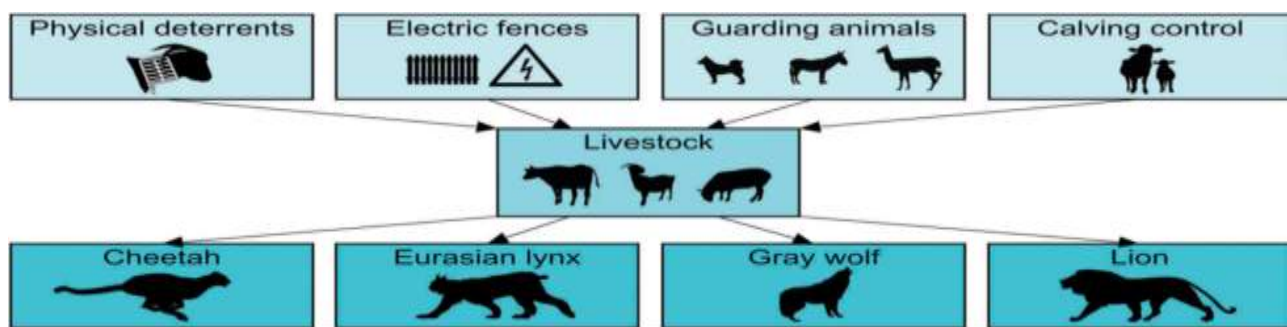 Physical deterrents
Electric fences
Guarding animals
Calving control
Livestock
Cheetah
Eurasian lynx
Gray wolf
Lion